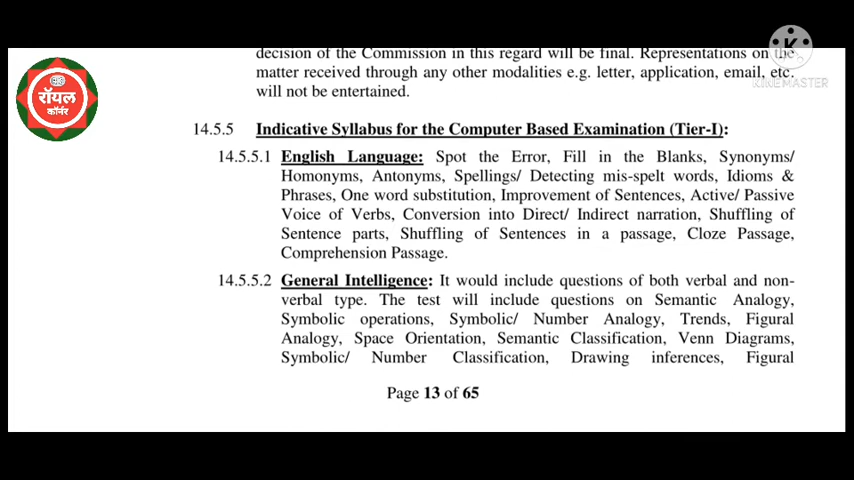 decision of the Commission in this regard will be final. Representations on the
matter received through any other modalities e.g. letter, application, email, etc.
will not be entertained.
KINEMASTER
रॉयल
कॉर्नर
14.5.5 Indicative Syllabus for the Computer Based Examination (Tier-I):
14.5.5.1 English Language: Spot the Error, Fill in the Blanks, Synonyms/
Homonyms, Antonyms, Spellings/ Detecting mis-spelt words, Idioms &
Phrases, One word substitution, Improvement of Sentences, Active/ Passive
Voice of Verbs, Conversion into Direct/ Indirect narration, Shuffling of
Sentence parts, Shuffling of Sentences in a passage, Cloze Passage,
Comprehension Passage.
14.5.5.2 General Intelligence: It would include questions of both verbal and non-
verbal type. The test will include questions on Semantic Analogy,
Symbolic operations, Symbolic/ Number Analogy, Trends, Figural
Analogy, Space Orientation, Semantic Classification, Venn Diagrams,
Symbolic/ Number Classification, Drawing inferences, Figural
Page 13 of 65